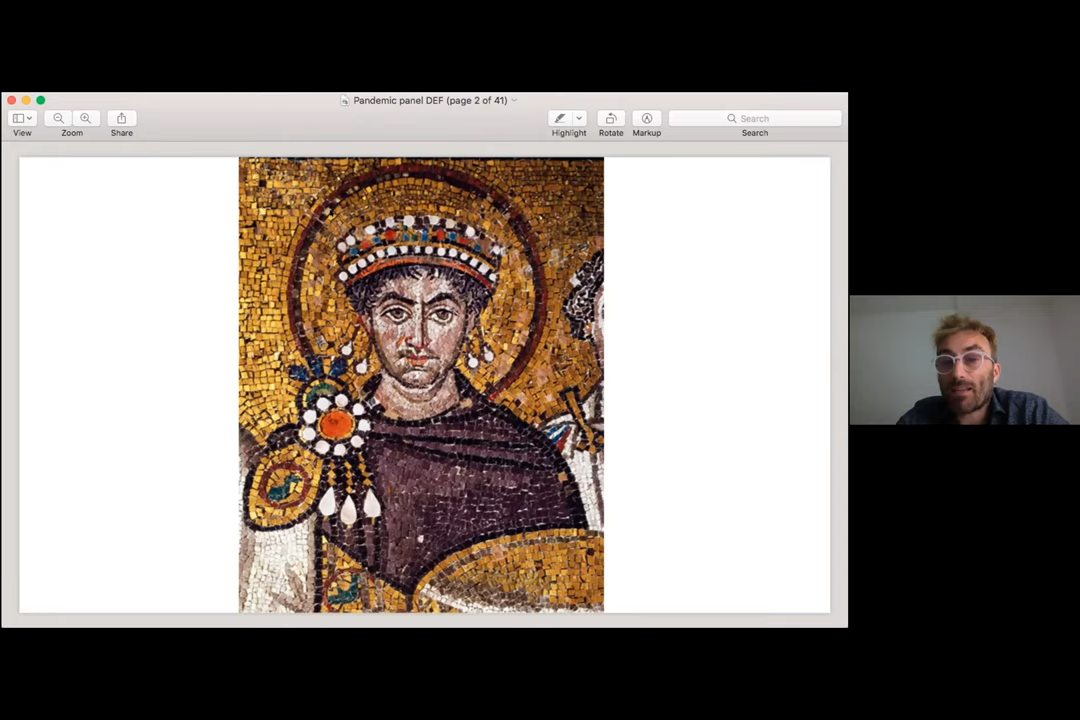 Pandemic panel DEF (page 2 of 41)
View
Zoom
Share
Highlight
Rotate
Markup
Search
Search